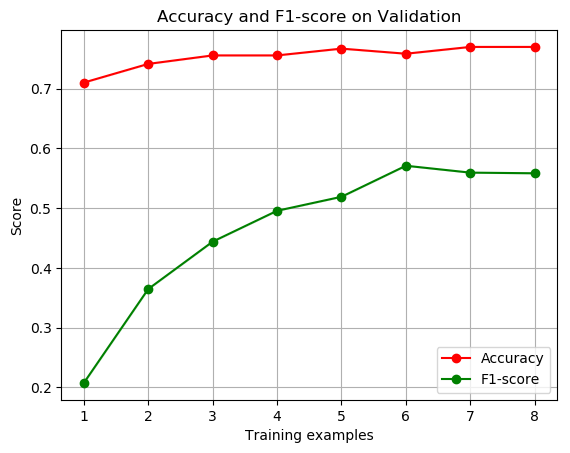 Accuracy and F1-score on Validation
Score
0.7
0.6
0.5
0.4
0.3
0.2
1 2 3 4 5 6 7 8
Training examples
Accuracy
F1-score